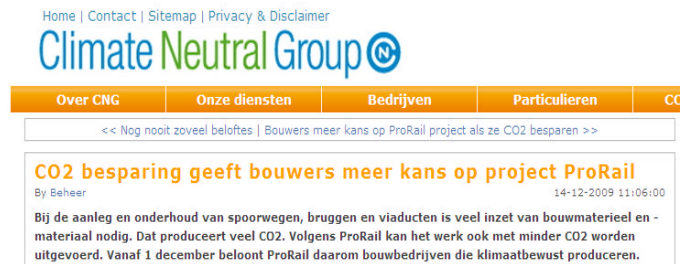 Home | Contact | Sitemap | Privacy & Disclaimer
Climate Neutral Group CN
Over CNG Onze diensten Bedrijven Particulieren CO
<< Nog nooit zoveel beloftes | Bouwers meer kans op ProRail project als ze CO2 besparen >>
CO2 besparing geeft bouwers meer kans op project ProRail
By Beheer 14-12-2009 11:06:00
Bij de aanleg en onderhoud van spoorwegen, bruggen en viaducten is veel inzet van bouwmaterieel en -
materiaal nodig. Dat produceert veel CO2. Volgens ProRail kan het werk ook met minder CO2 worden
uitgevoerd. Vanaf 1 december beloont ProRail daarom bouwbedrijven die klimaatbewust produceren.